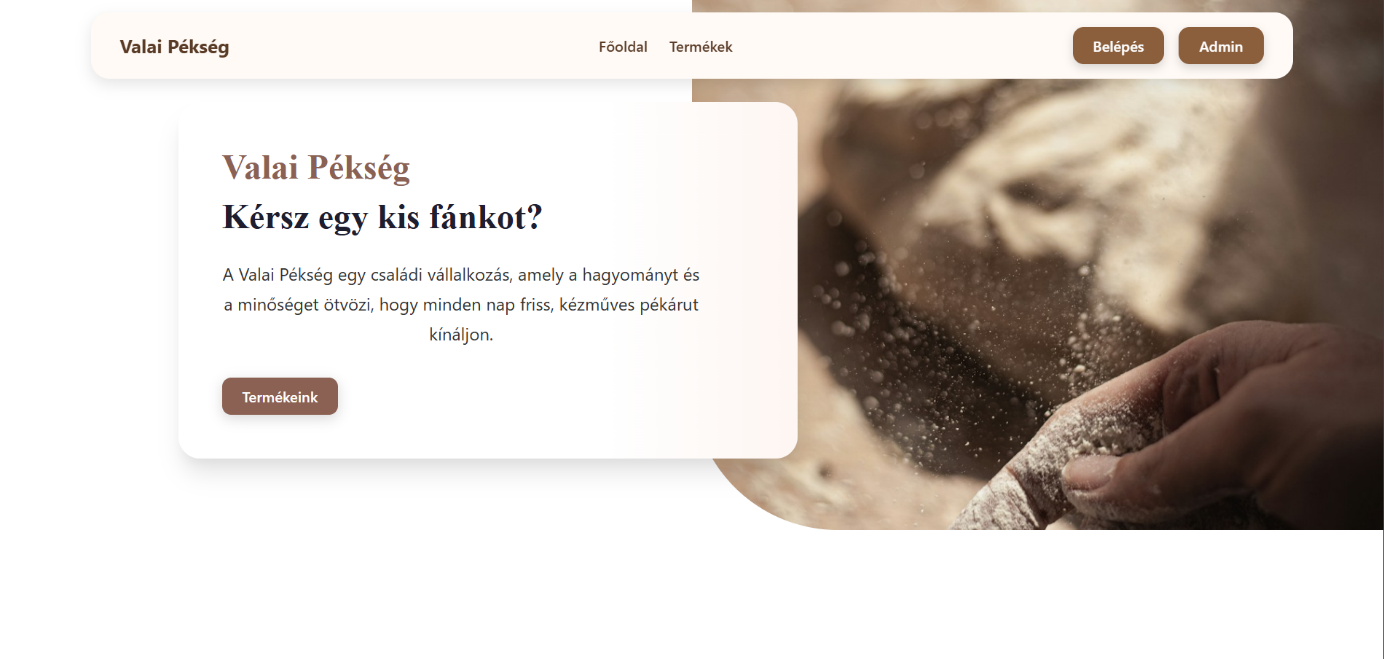 Valai Pékség
Főoldal
Termékek
Belépés
Admin
Valai Pékség
Kérsz egy kis fánkot?
A Valai Pékség egy családi vállalkozás, amely a hagyományt és
a minőséget ötvözi, hogy minden nap friss, kézműves pékárut
kínáljon.
Termékeink